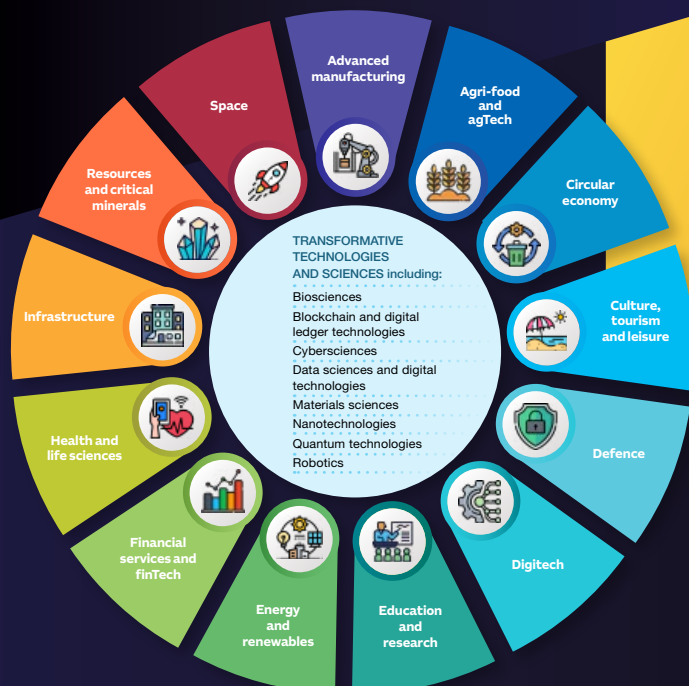 Advanced
manufacturing
Agri-food
and
agTech
Circular
economy
Culture,
tourism
and leisure
Defence
Digitech
Education
and
research
Energy
and
renewables
Financial
services and
finTech
Health and
life sciences
Infrastructure
Resources
and critical
minerals
Space
TRANSFORMATIVE
TECHNOLOGIES
AND SCIENCES including:
Biosciences
Blockchain and digital
ledger technologies
Cybersciences
Data sciences and digital
technologies
Materials sciences
Nanotechnologies
Quantum technologies
Robotics